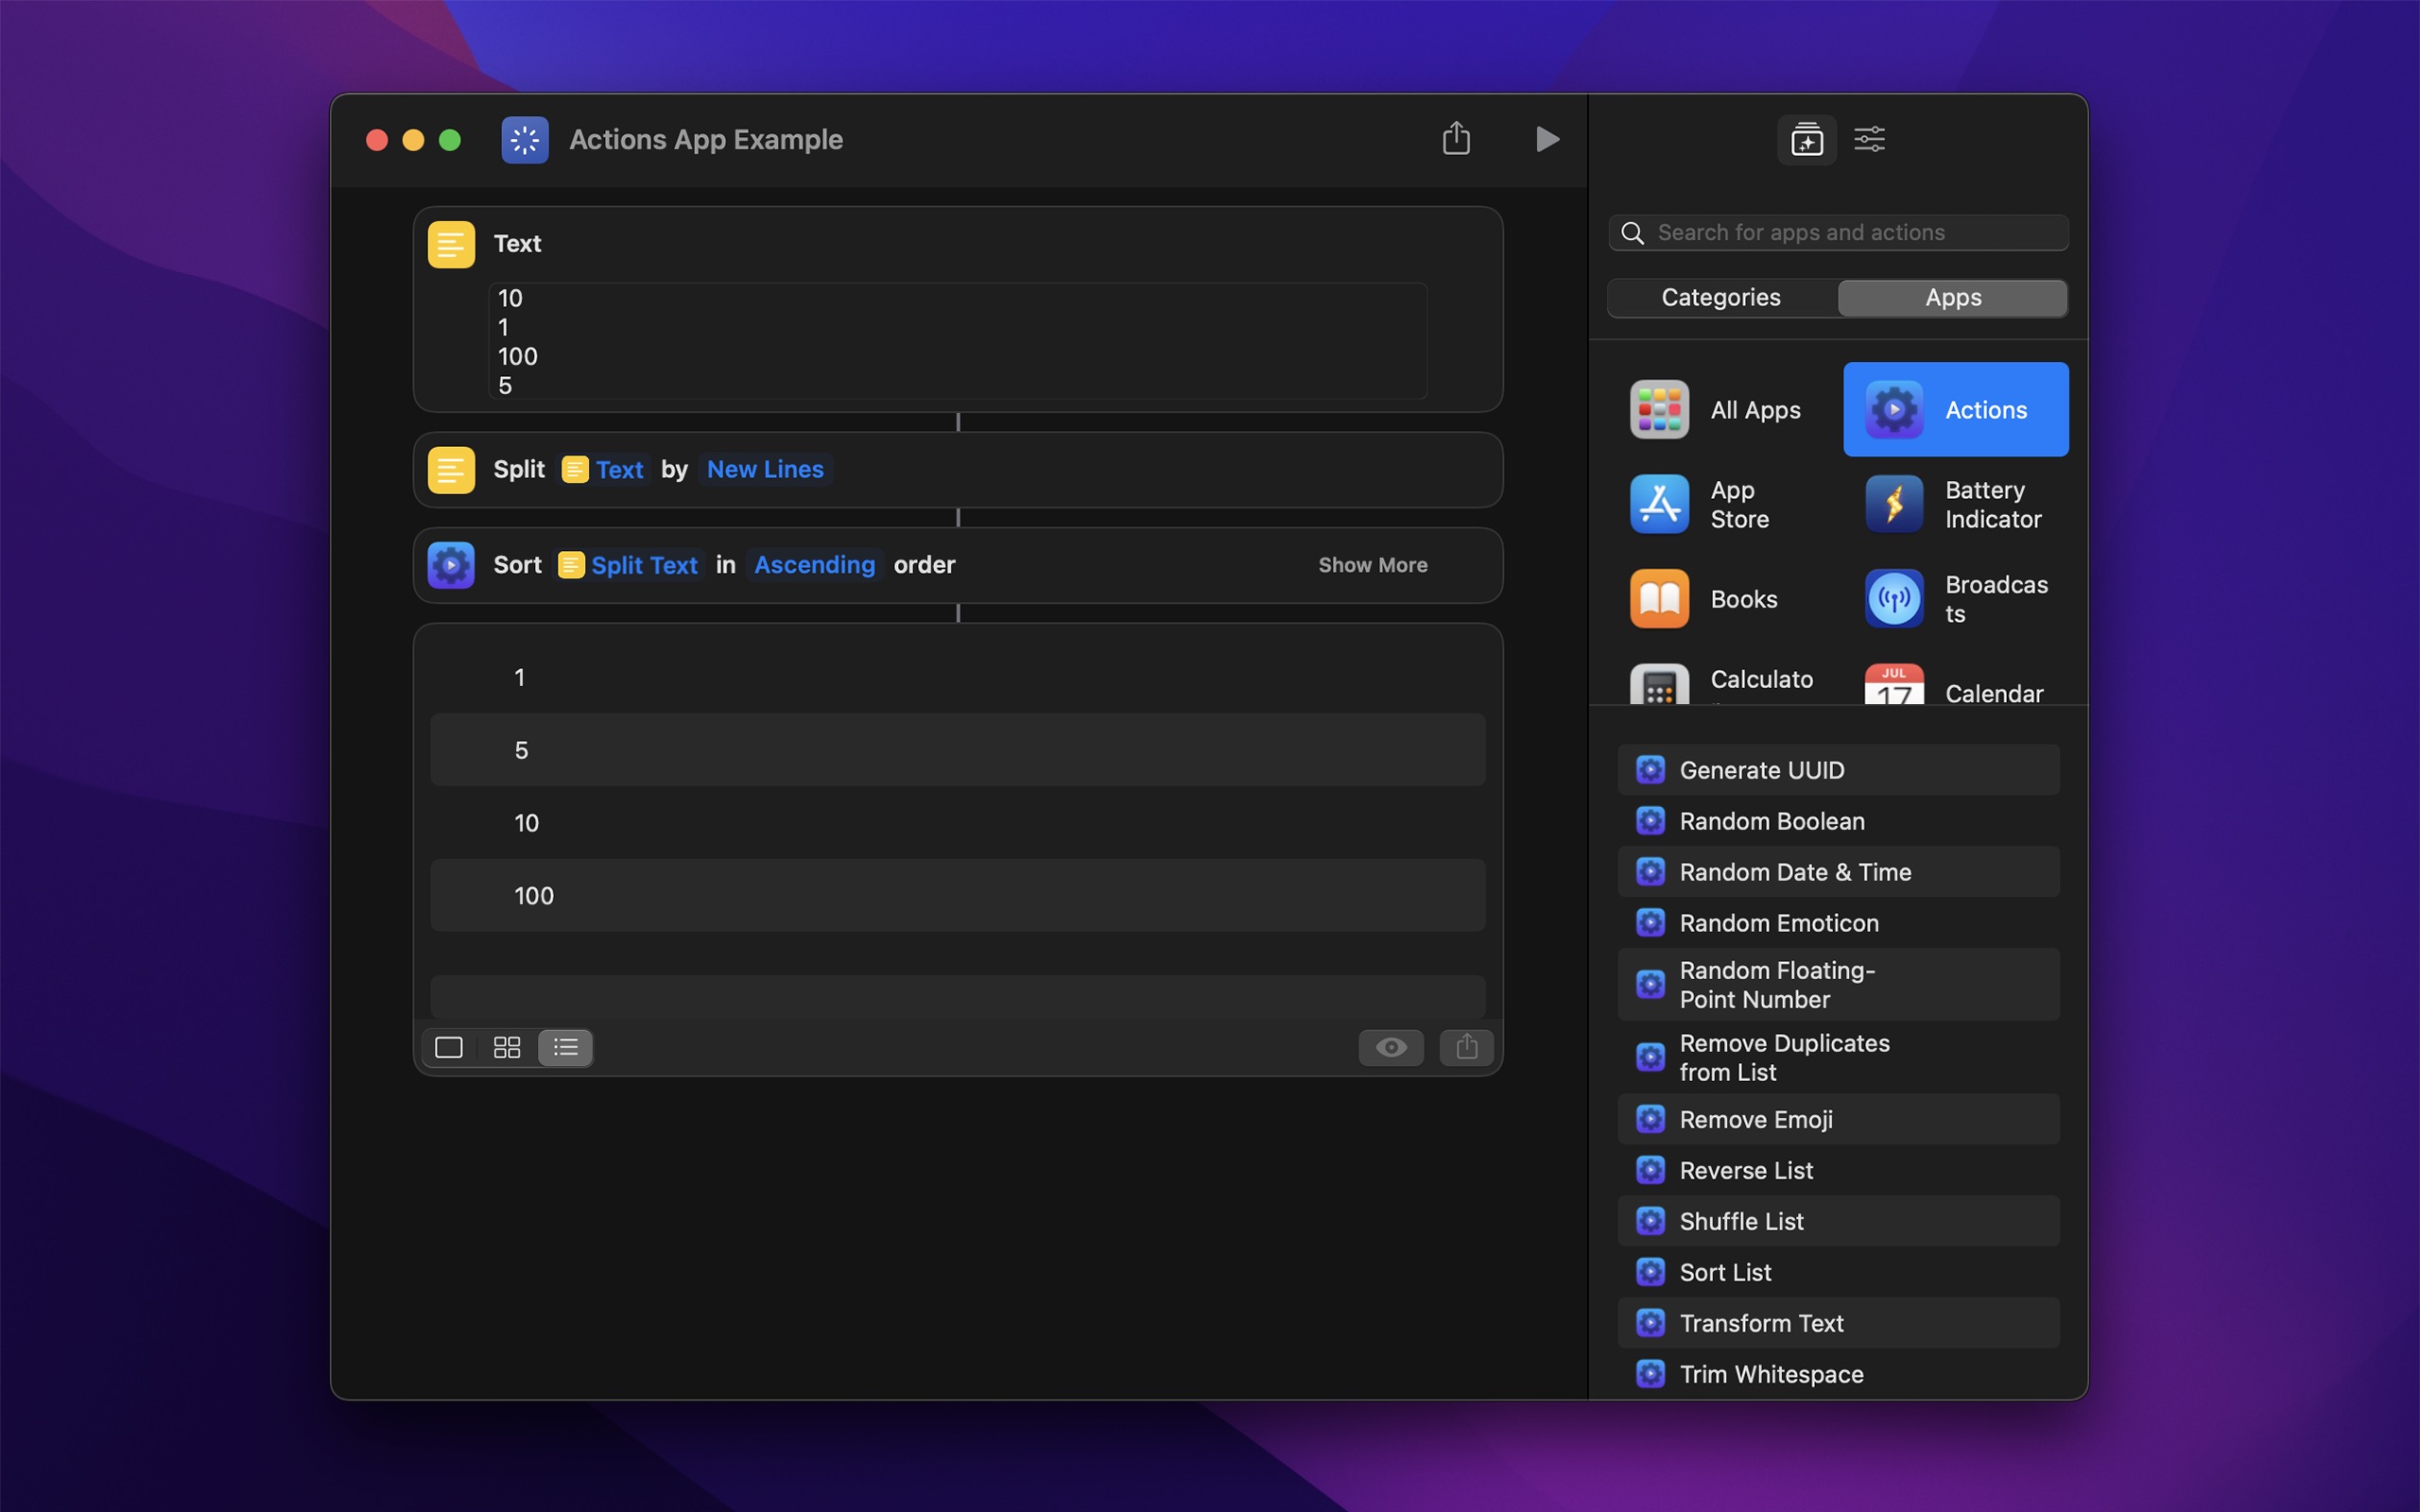 Actions App Example
Text
10
1
100
5
Split Text by New Lines
Sort Split Text in Ascending order
Show More
1
5
10
100
Search for apps and actions
Categories
Apps
All Apps
Actions
App
Store
Battery
Indicator
Books
Broadcas
ts
Calculato
JUL
17
Calendar
Generate UUID
Random Boolean
Random Date & Time
Random Emoticon
Random Floating-
Point Number
Remove Duplicates
from List
Remove Emoji
Reverse List
Shuffle List
Sort List
Transform Text
Trim Whitespace